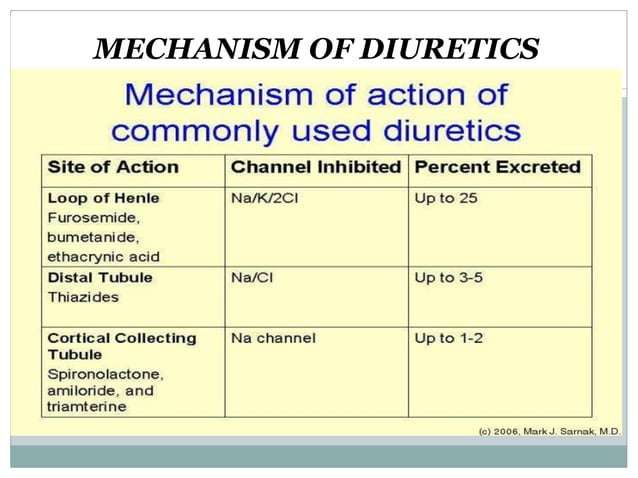 MECHANISM OF DIURETICS
Mechanism of action of
commonly used diuretics
Site of Action Channel Inhibited Percent Excreted
Loop of Henle Na/K/2Cl Up to 25
Furosemide,
bumetanide,
ethacrynic acid
Distal Tubule Na/Cl Up to 3-5
Thiazides
Cortical Collecting Na channel Up to 1-2
Tubule
Spironolactone,
amiloride, and
triamterine
(c) 2006, Mark J. Sarnak, M.D.